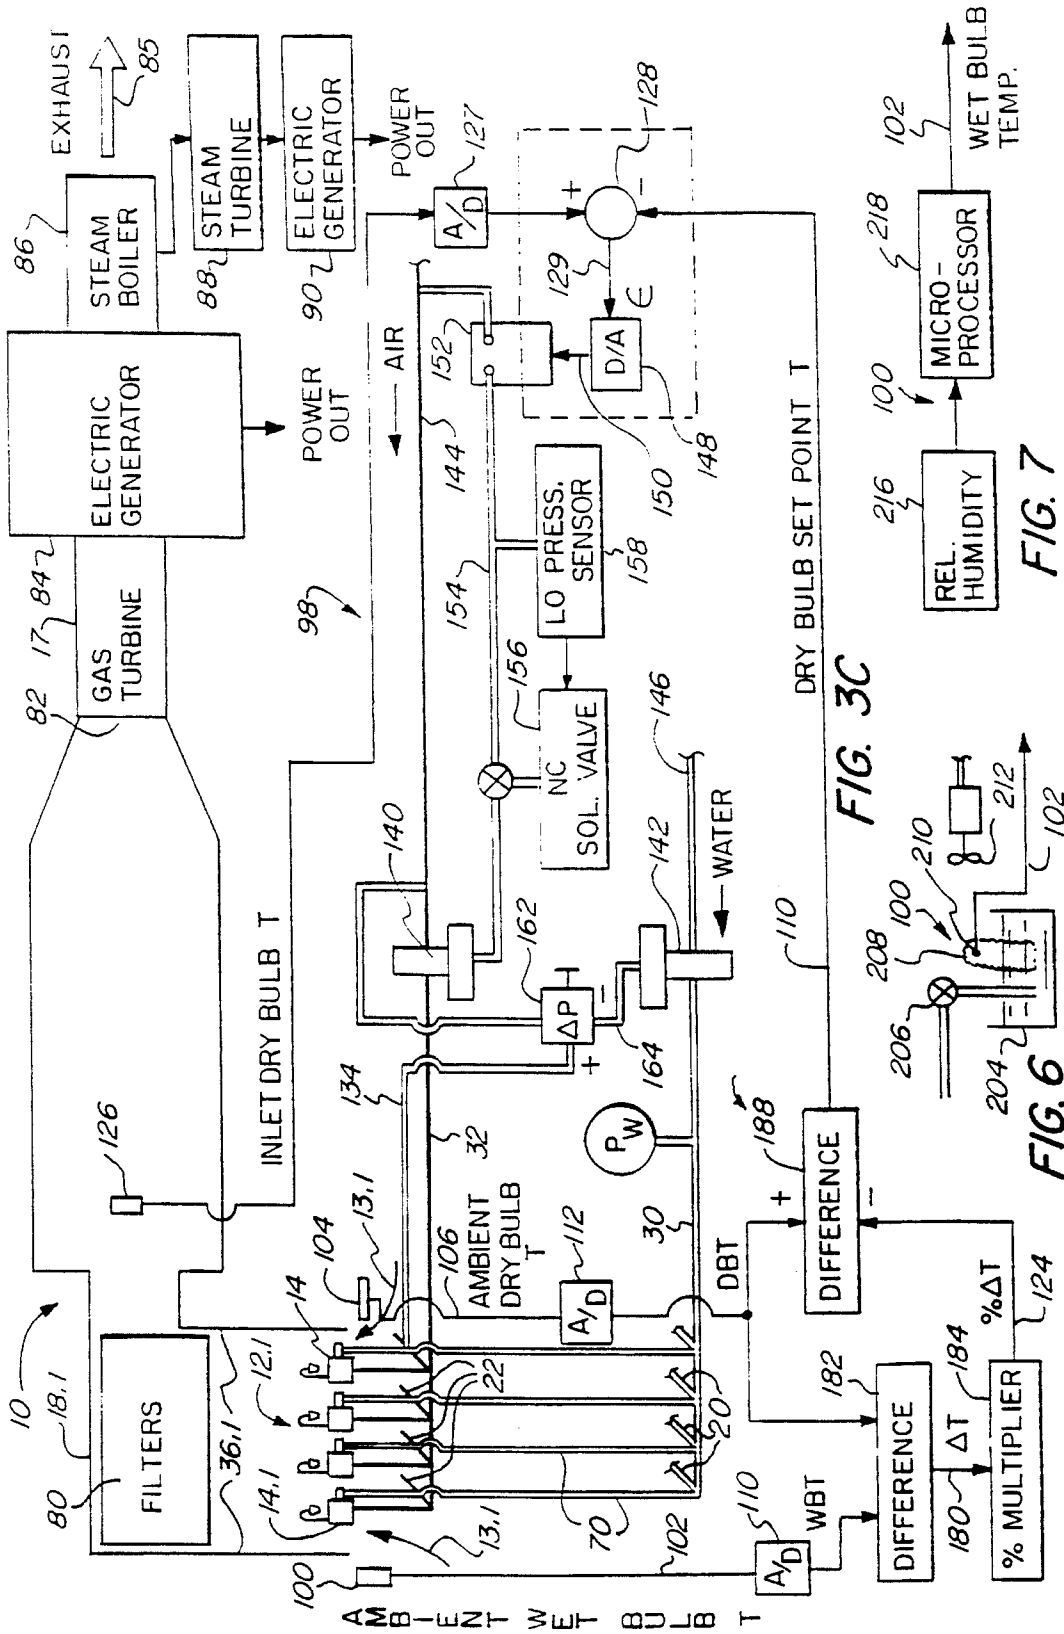 EXHAUST
85
86
STEAM
BOILER
STEAM
TURBINE
88
ELECTRIC
GENERATOR
90
POWER
OUT
ELECTRIC
GENERATOR
84
POWER
OUT
17
GAS
TURBINE
82
10
18.1
FILTERS
80
36.1
126
INLET DRY BULB T
98
A/D
127
AIR
144
152
128
+
-
129
ϵ
D/A
148
150
154
LO PRESS.
SENSOR
158
156
NC
SOL. VALVE
140
162
ΔP
+
-
164
142
146
WATER
134
32
PW
30
104
13.1
14
12.1
14.1
22
20
70
13.1
106
AMBIENT
DRY BULB
T
112
A/D
DBT
100
102
AMBIENT WET BULB T
110
A/D
WBT
182
DIFFERENCE
180
ΔT
184
% MULTIPLIER
%ΔT
124
188
DIFFERENCE
+
-
110
DRY BULB SET POINT T
FIG. 3C
204
206
208
100
210
212
102
FIG. 6
216
REL.
HUMIDITY
100
218
MICRO-
PROCESSOR
102
WET BULB
TEMP.
FIG. 7